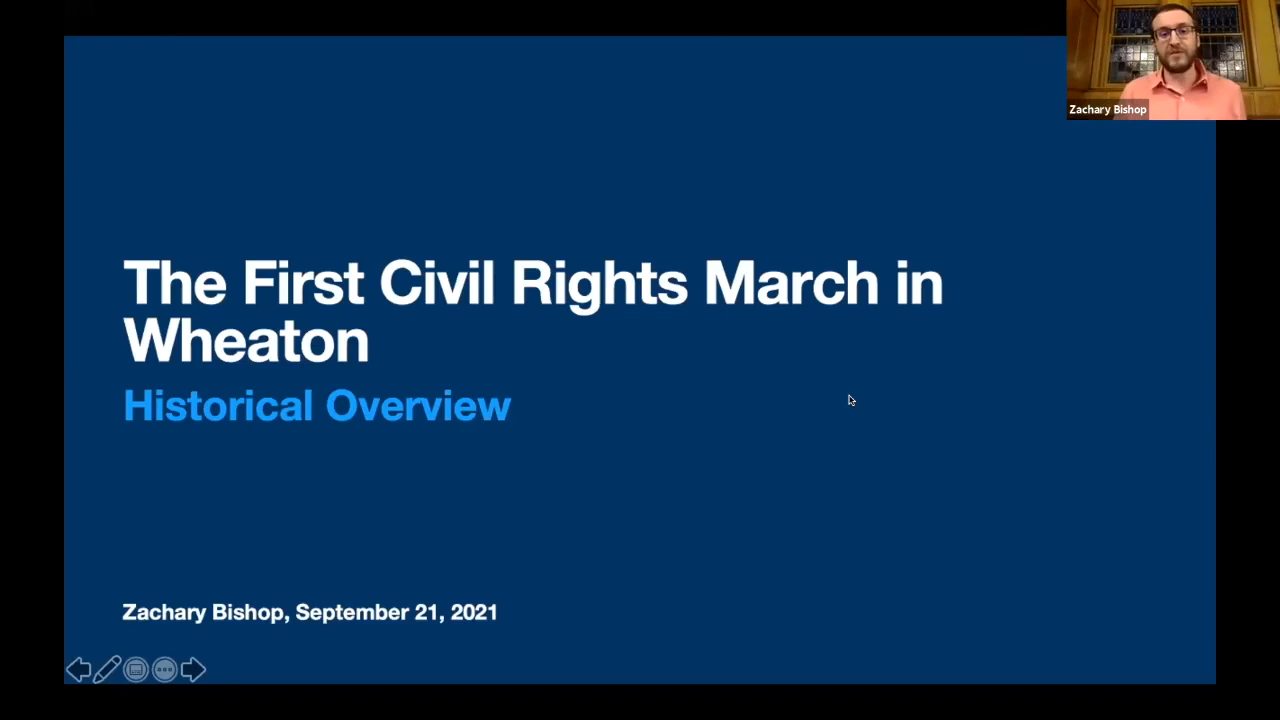 Zachary Bishop
The First Civil Rights March in
Wheaton
Historical Overview
Zachary Bishop, September 21, 2021